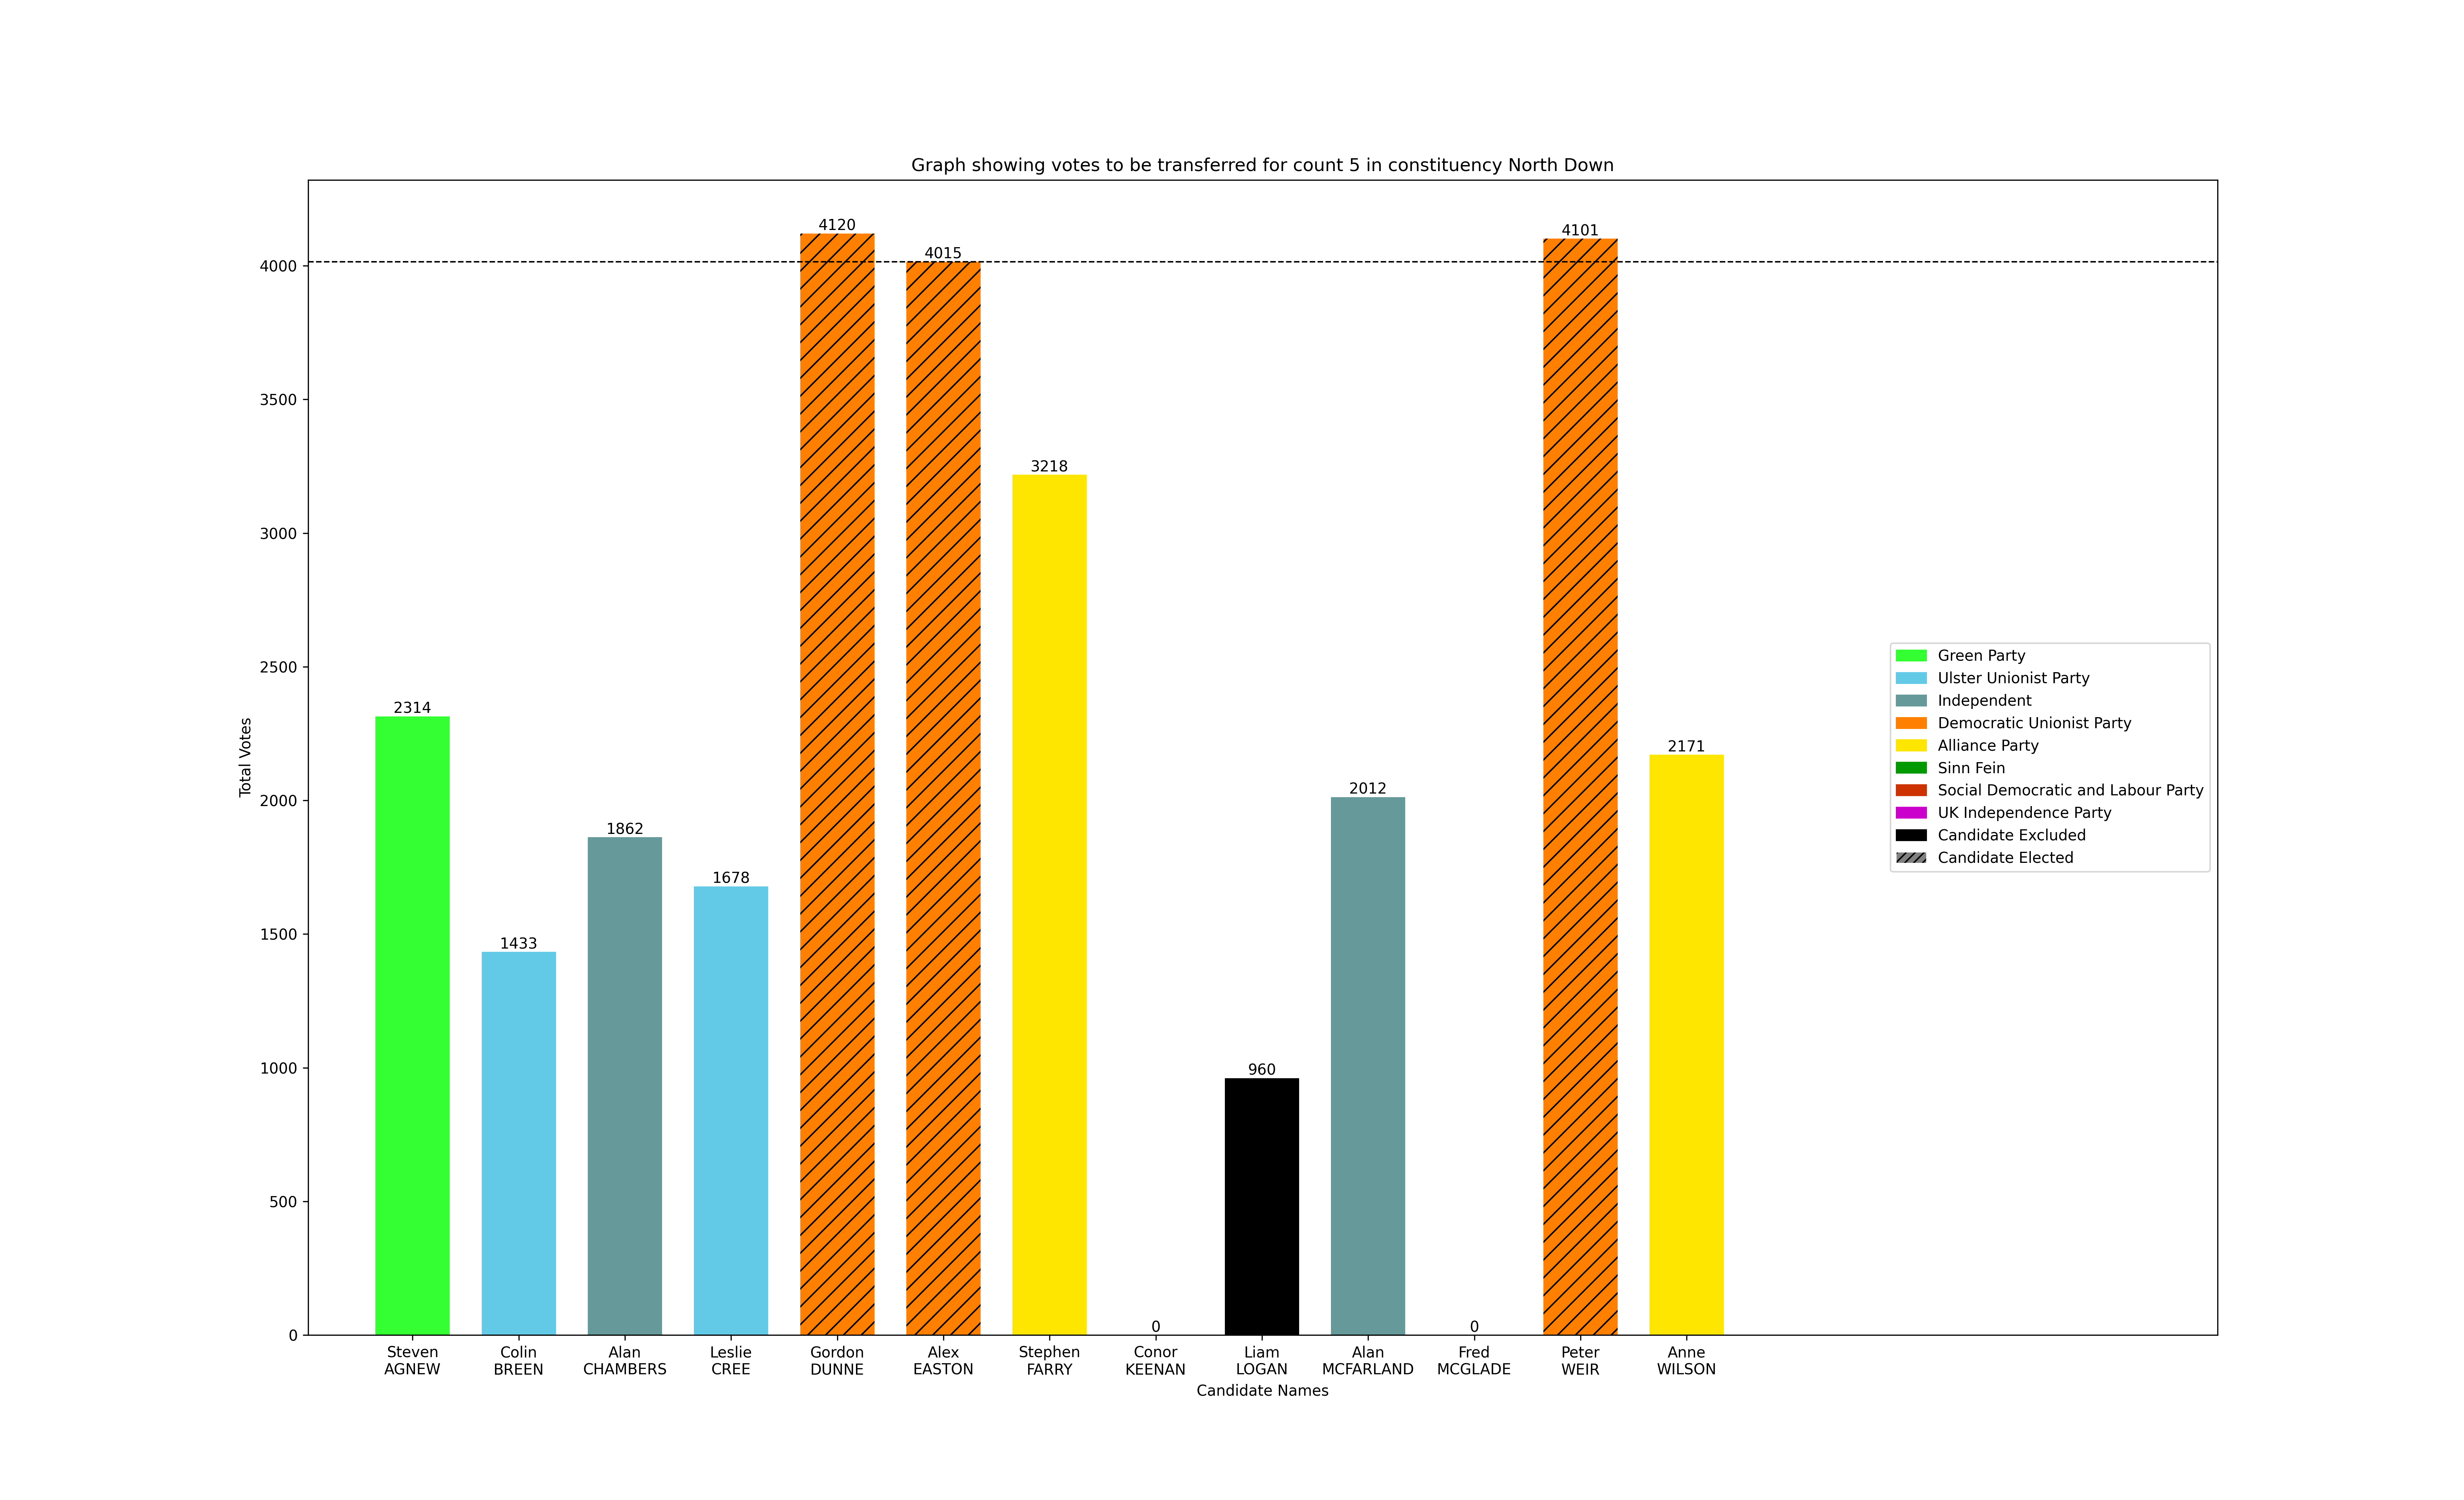 Graph showing votes to be transferred for count 5 in constituency North Down
Total Votes
4000
3500
3000
2500
2000
1500
1000
500
0
2314
1433
1862
1678
4120
4015
3218
0
960
2012
0
4101
2171
Steven
AGNEW
Colin
BREEN
Alan
CHAMBERS
Leslie
CREE
Gordon
DUNNE
Alex
EASTON
Stephen
FARRY
Conor
KEENAN
Liam
LOGAN
Alan
MCFARLAND
Fred
MCGLADE
Peter
WEIR
Anne
WILSON
Candidate Names
Green Party
Ulster Unionist Party
Independent
Democratic Unionist Party
Alliance Party
Sinn Fein
Social Democratic and Labour Party
UK Independence Party
Candidate Excluded
Candidate Elected